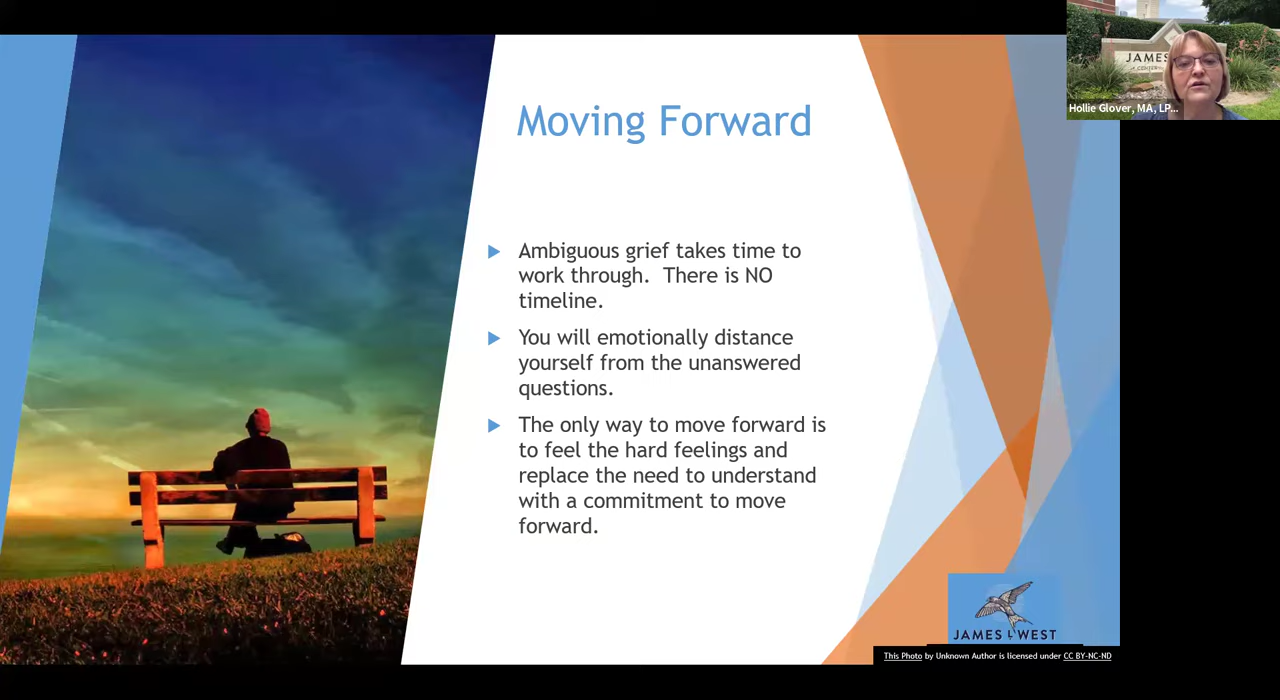 JAMES
CENTER
Hollie Glover, MA, LP...
Moving Forward
Ambiguous grief takes time to
work through. There is NO
timeline.
You will emotionally distance
yourself from the unanswered
questions.
The only way to move forward is
to feel the hard feelings and
replace the need to understand
with a commitment to move
forward.
JAMES L WEST
This Photo by Unknown Author is licensed under CC BY-NC-ND